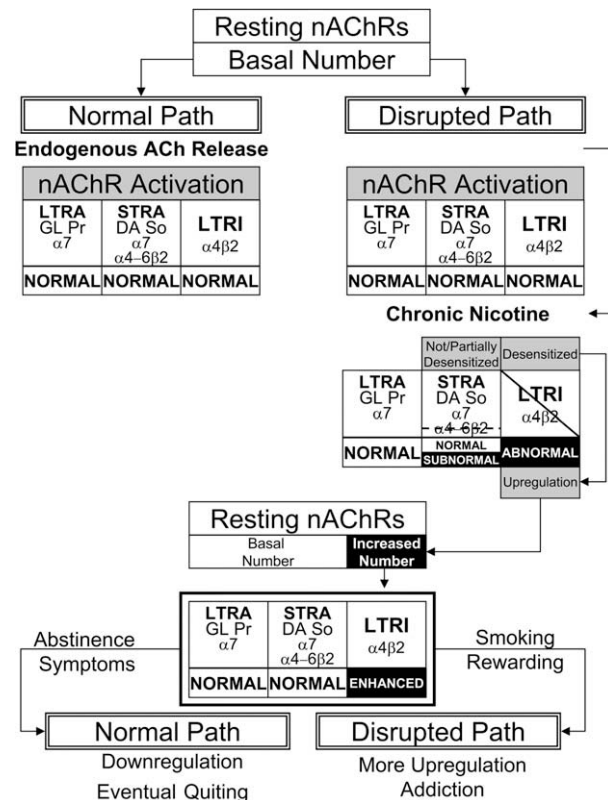 Resting nAChRs
Basal Number
Normal Path
Disrupted Path
Endogenous ACh Release
nAChR Activation
LTRA
GL Pr
α7
STRA
DA So
α7
α4–6β2
LTRI
α4β2
NORMAL NORMAL NORMAL
nAChR Activation
LTRA
GL Pr
α7
STRA
DA So
α7
α4–6β2
LTRI
α4β2
NORMAL NORMAL NORMAL
Chronic Nicotine
Not/Partially
Desensitized
Desensitized
LTRA
GL Pr
α7
STRA
DA So
α7
α4–6β2
LTRI
α4β2
NORMAL
NORMAL
SUBNORMAL
ABNORMAL
Upregulation
Resting nAChRs
Basal
Number
Increased
Number
LTRA
GL Pr
α7
STRA
DA So
α7
α4–6β2
LTRI
α4β2
NORMAL NORMAL ENHANCED
Abstinence
Symptoms
Smoking
Rewarding
Normal Path
Downregulation
Eventual Quiting
Disrupted Path
More Upregulation
Addiction